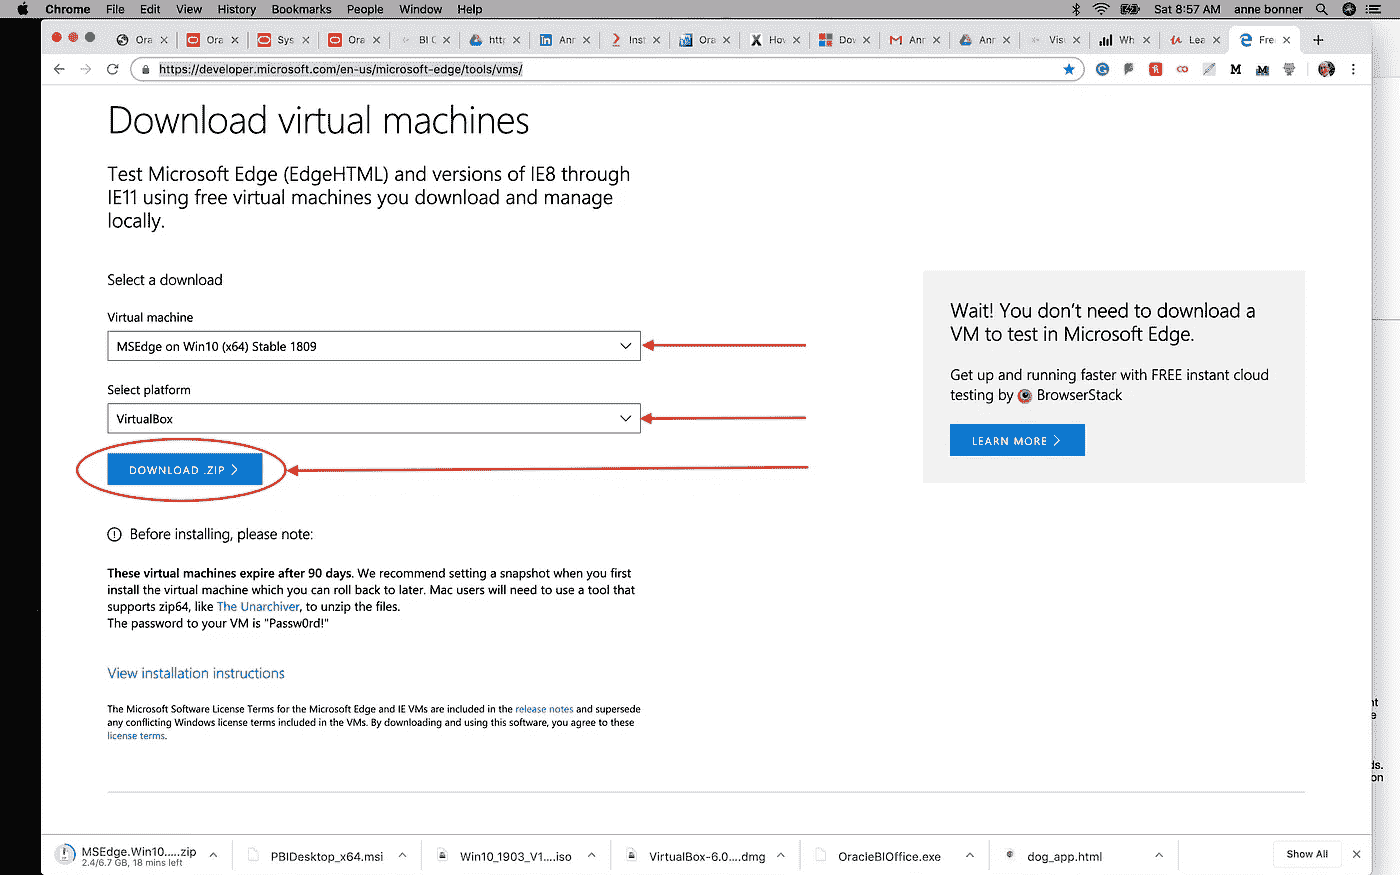 Chrome File Edit View History Bookmarks People Window Help Sat 8:57 AM anne bonner
Ora Ora Sys Ora BI C http Ann Inst Ora How Dov Ann Ann Visu Wh Lea Free
https://developer.microsoft.com/en-us/microsoft-edge/tools/vms/
Download virtual machines
Test Microsoft Edge (EdgeHTML) and versions of IE8 through
IE11 using free virtual machines you download and manage
locally.
Select a download
Virtual machine
MSEdge on Win10 (x64) Stable 1809
Select platform
VirtualBox
DOWNLOAD .ZIP
Wait! You don't need to download a
VM to test in Microsoft Edge.
Get up and running faster with FREE instant cloud
testing by BrowserStack
LEARN MORE
Before installing, please note:
These virtual machines expire after 90 days. We recommend setting a snapshot when you first
install the virtual machine which you can roll back to later. Mac users will need to use a tool that
supports zip64, like The Unarchiver, to unzip the files.
The password to your VM is "Passw0rd!"
View installation instructions
The Microsoft Software License Terms for the Microsoft Edge and IE VMs are included in the release notes and supersede
any conflicting Windows license terms included in the VMs. By downloading and using this software, you agree to these
license terms.
MSEdge.Win10.....zip
2.4/6.7 GB, 18 mins left
PBIDesktop_x64.msi
Win10_1903_V1....iso
VirtualBox-6.0....dmg
OracleBIOffice.exe
dog_app.html
Show All